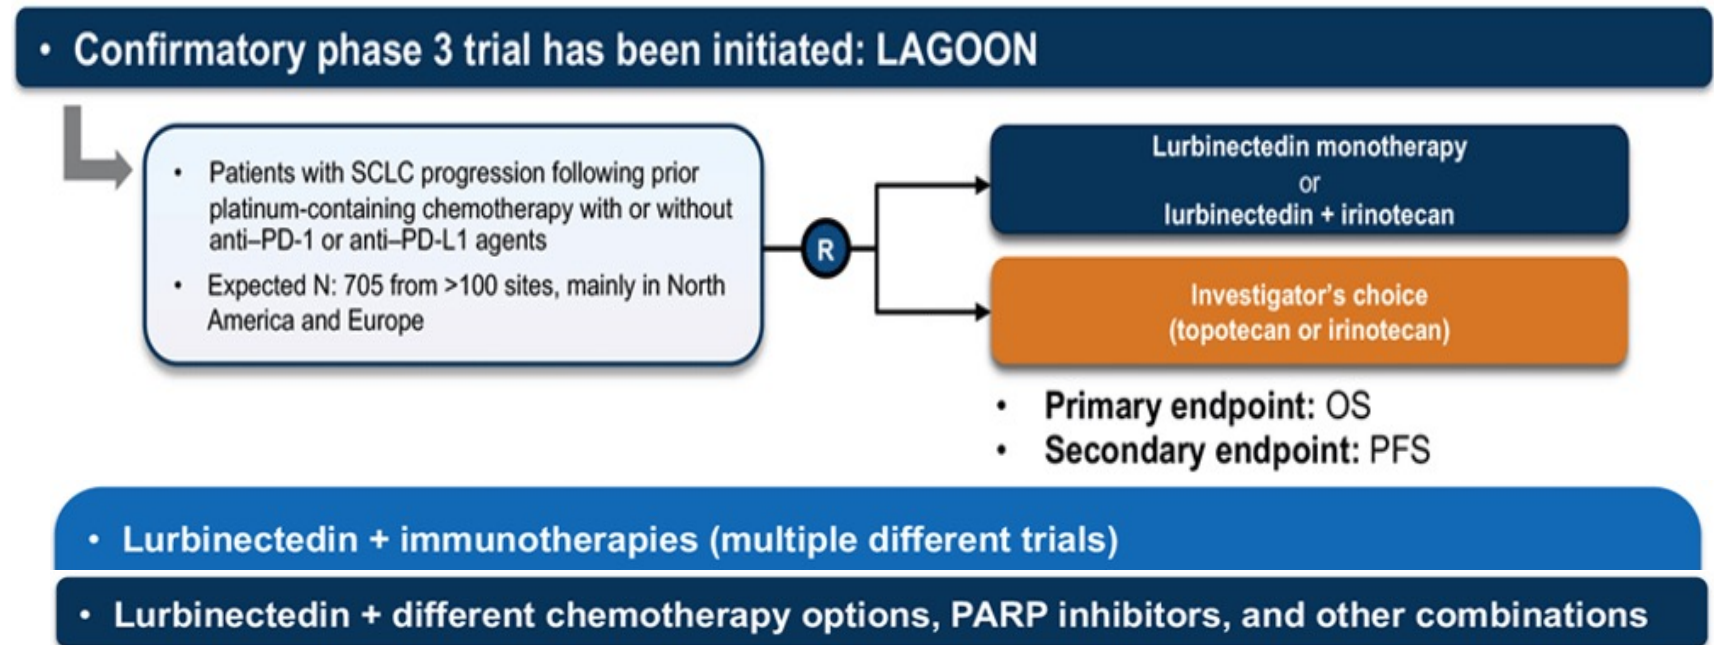 • Confirmatory phase 3 trial has been initiated: LAGOON
• Patients with SCLC progression following prior
platinum-containing chemotherapy with or without
anti–PD-1 or anti–PD-L1 agents
• Expected N: 705 from >100 sites, mainly in North
America and Europe
R
Lurbinectedin monotherapy
or
lurbinectedin + irinotecan
Investigator’s choice
(topotecan or irinotecan)
• Primary endpoint: OS
• Secondary endpoint: PFS
• Lurbinectedin + immunotherapies (multiple different trials)
• Lurbinectedin + different chemotherapy options, PARP inhibitors, and other combinations